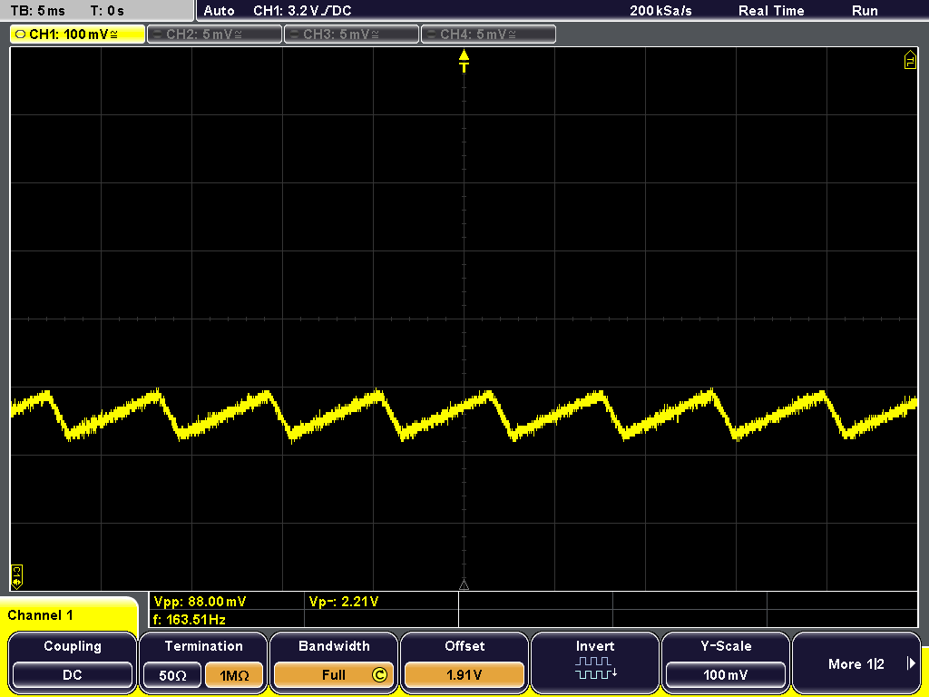 TB: 5 ms T: 0 s Auto CH1: 3.2 V DC 200 kSa/s Real Time Run
CH1: 100 mV≅ CH2: 5 mV≅ CH3: 5 mV≅ CH4: 5 mV≅
T
TL
C1
Vpp: 88.00 mV Vp-: 2.21 V
f: 163.51 Hz
Channel 1
Coupling Termination Bandwidth Offset Invert Y-Scale
DC 50Ω 1MΩ Full C 1.91 V 100 mV More 1|2